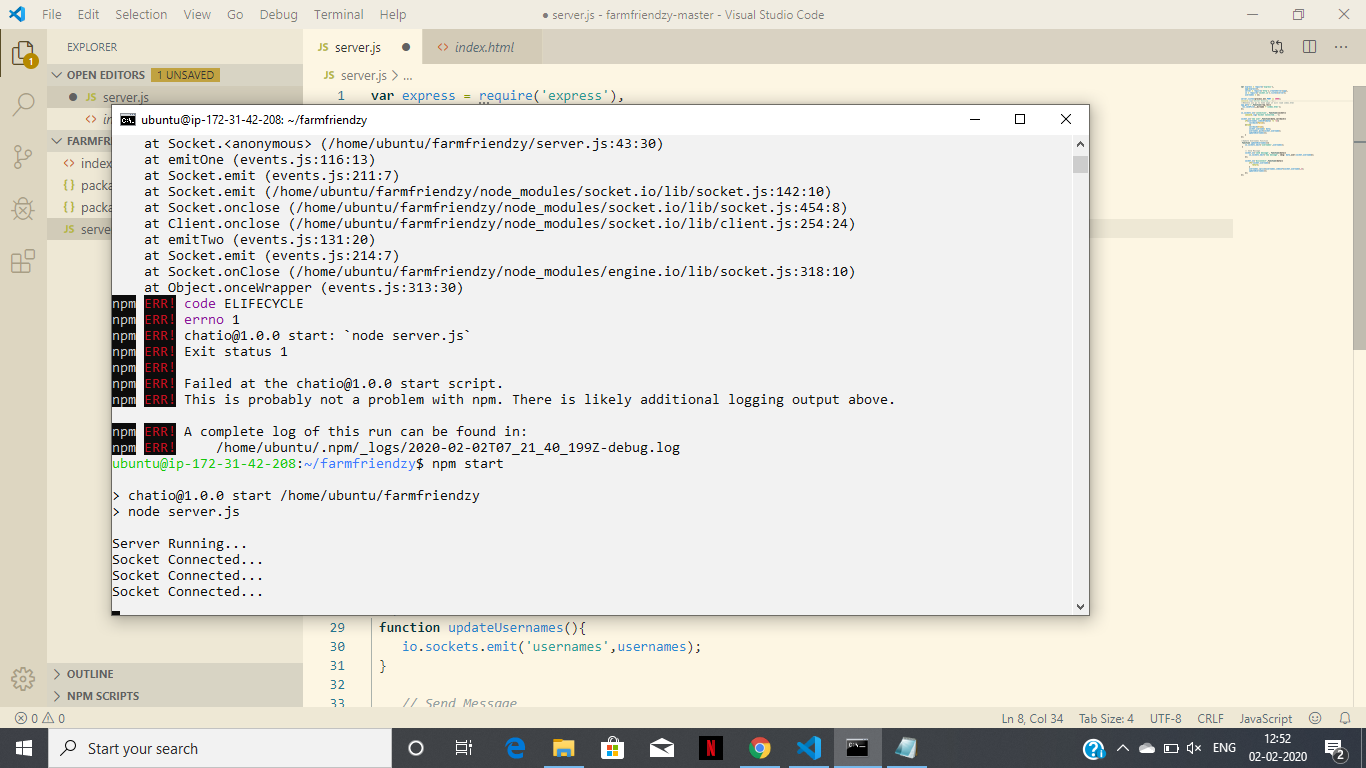 File Edit Selection View Go Debug Terminal Help
● server.js - farmfriendzy-master - Visual Studio Code
EXPLORER
JS server.js ●
<> index.html
OPEN EDITORS 1 UNSAVED
JS server.js > ...
● JS server.js
1 var express = require('express'),
<> in
FARMFR
<> index
{} packa
{} packa
JS serve
ubuntu@ip-172-31-42-208: ~/farmfriendzy
at Socket.<anonymous> (/home/ubuntu/farmfriendzy/server.js:43:30)
at emitOne (events.js:116:13)
at Socket.emit (events.js:211:7)
at Socket.emit (/home/ubuntu/farmfriendzy/node_modules/socket.io/lib/socket.js:142:10)
at Socket.onclose (/home/ubuntu/farmfriendzy/node_modules/socket.io/lib/socket.js:454:8)
at Client.onclose (/home/ubuntu/farmfriendzy/node_modules/socket.io/lib/client.js:254:24)
at emitTwo (events.js:131:20)
at Socket.emit (events.js:214:7)
at Socket.onClose (/home/ubuntu/farmfriendzy/node_modules/engine.io/lib/socket.js:318:10)
at Object.onceWrapper (events.js:313:30)
npm ERR! code ELIFECYCLE
npm ERR! errno 1
npm ERR! chatio@1.0.0 start: `node server.js`
npm ERR! Exit status 1
npm ERR!
npm ERR! Failed at the chatio@1.0.0 start script.
npm ERR! This is probably not a problem with npm. There is likely additional logging output above.
npm ERR! A complete log of this run can be found in:
npm ERR!     /home/ubuntu/.npm/_logs/2020-02-02T07_21_40_199Z-debug.log
ubuntu@ip-172-31-42-208:~/farmfriendzy$ npm start
> chatio@1.0.0 start /home/ubuntu/farmfriendzy
> node server.js
Server Running...
Socket Connected...
Socket Connected...
Socket Connected...
29 function updateUsernames(){
30 io.sockets.emit('usernames',usernames);
31 }
32
33 // Send Message
OUTLINE
NPM SCRIPTS
0 0
Ln 8, Col 34 Tab Size: 4 UTF-8 CRLF JavaScript
Start your search
ENG
12:52
02-02-2020
2